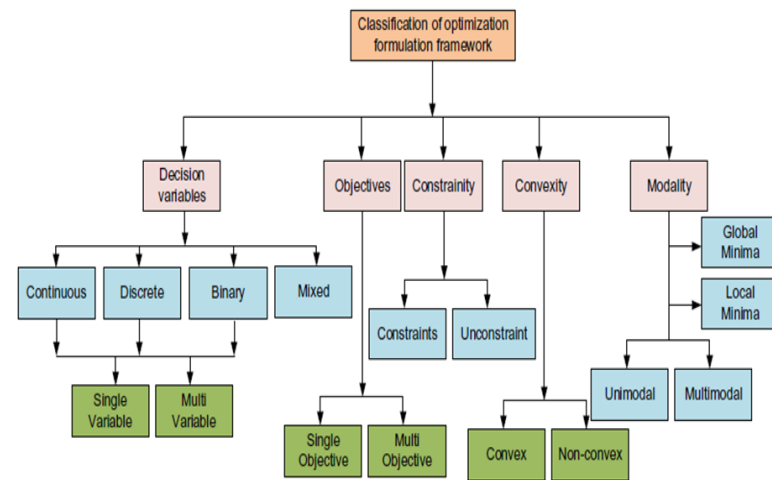 Classification of optimization
formulation framework
Decision
variables
Objectives
Constrainity
Convexity
Modality
Global
Minima
Continuous
Discrete
Binary
Mixed
Local
Minima
Constraints
Unconstraint
Unimodal
Multimodal
Single
Variable
Multi
Variable
Single
Objective
Multi
Objective
Convex
Non-convex